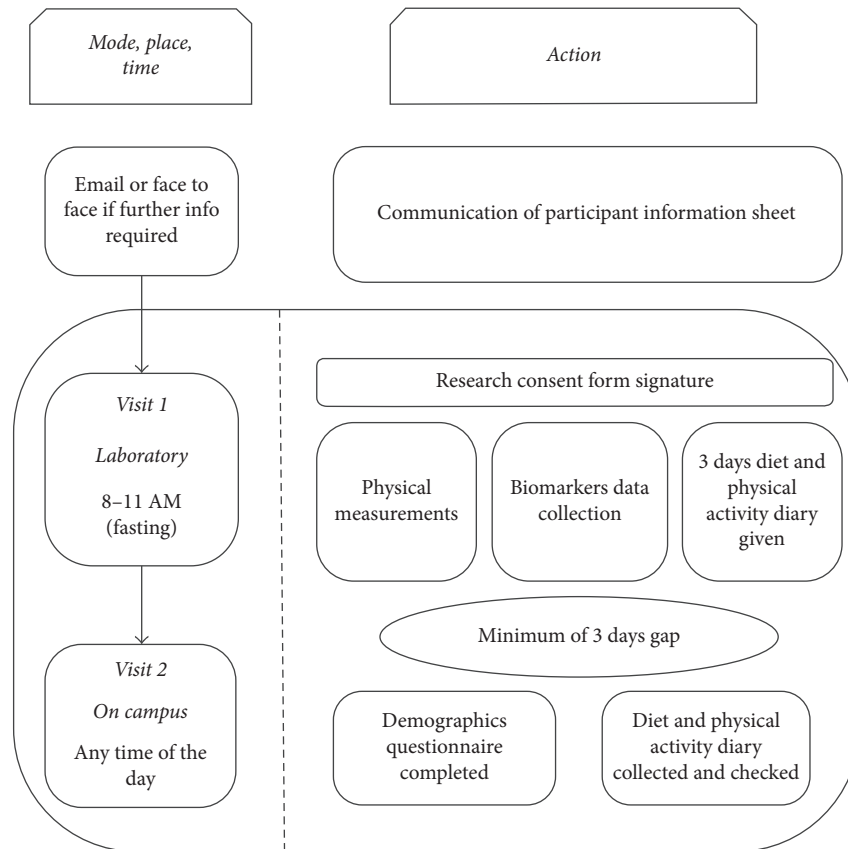 Mode, place,
time
Action
Email or face to
face if further info
required
Communication of participant information sheet
Research consent form signature
Visit 1
Laboratory
8–11 AM
(fasting)
Physical
measurements
Biomarkers data
collection
3 days diet and
physical
activity diary
given
Minimum of 3 days gap
Visit 2
On campus
Any time of the
day
Demographics
questionnaire
completed
Diet and physical
activity diary
collected and checked